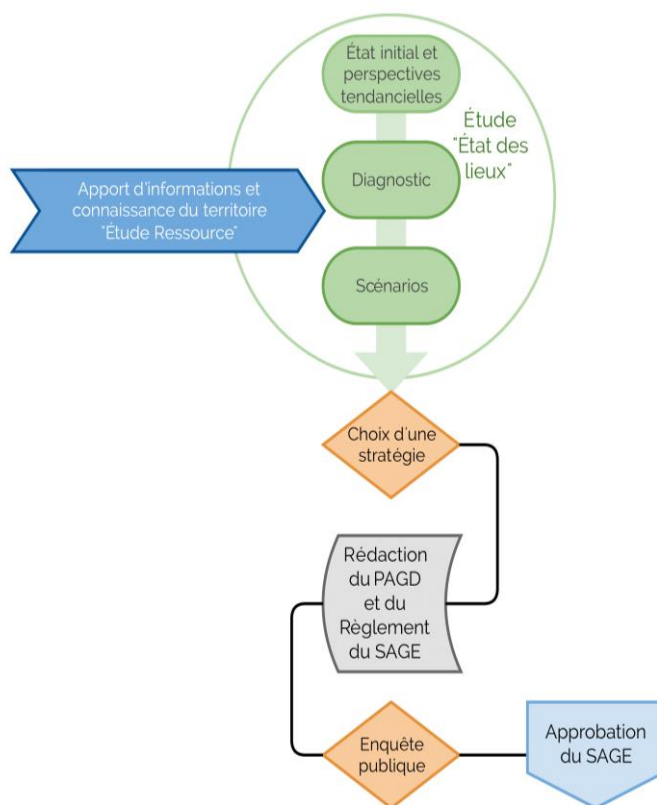 État initial et
perspectives
tendancielles
Étude
"État des
lieux"
Apport d'informations et
connaissance du territoire
"Étude Ressource"
Diagnostic
Scénarios
Choix d'une
stratégie
Rédaction
du PAGD
et du
Règlement
du SAGE
Enquête
publique
Approbation
du SAGE